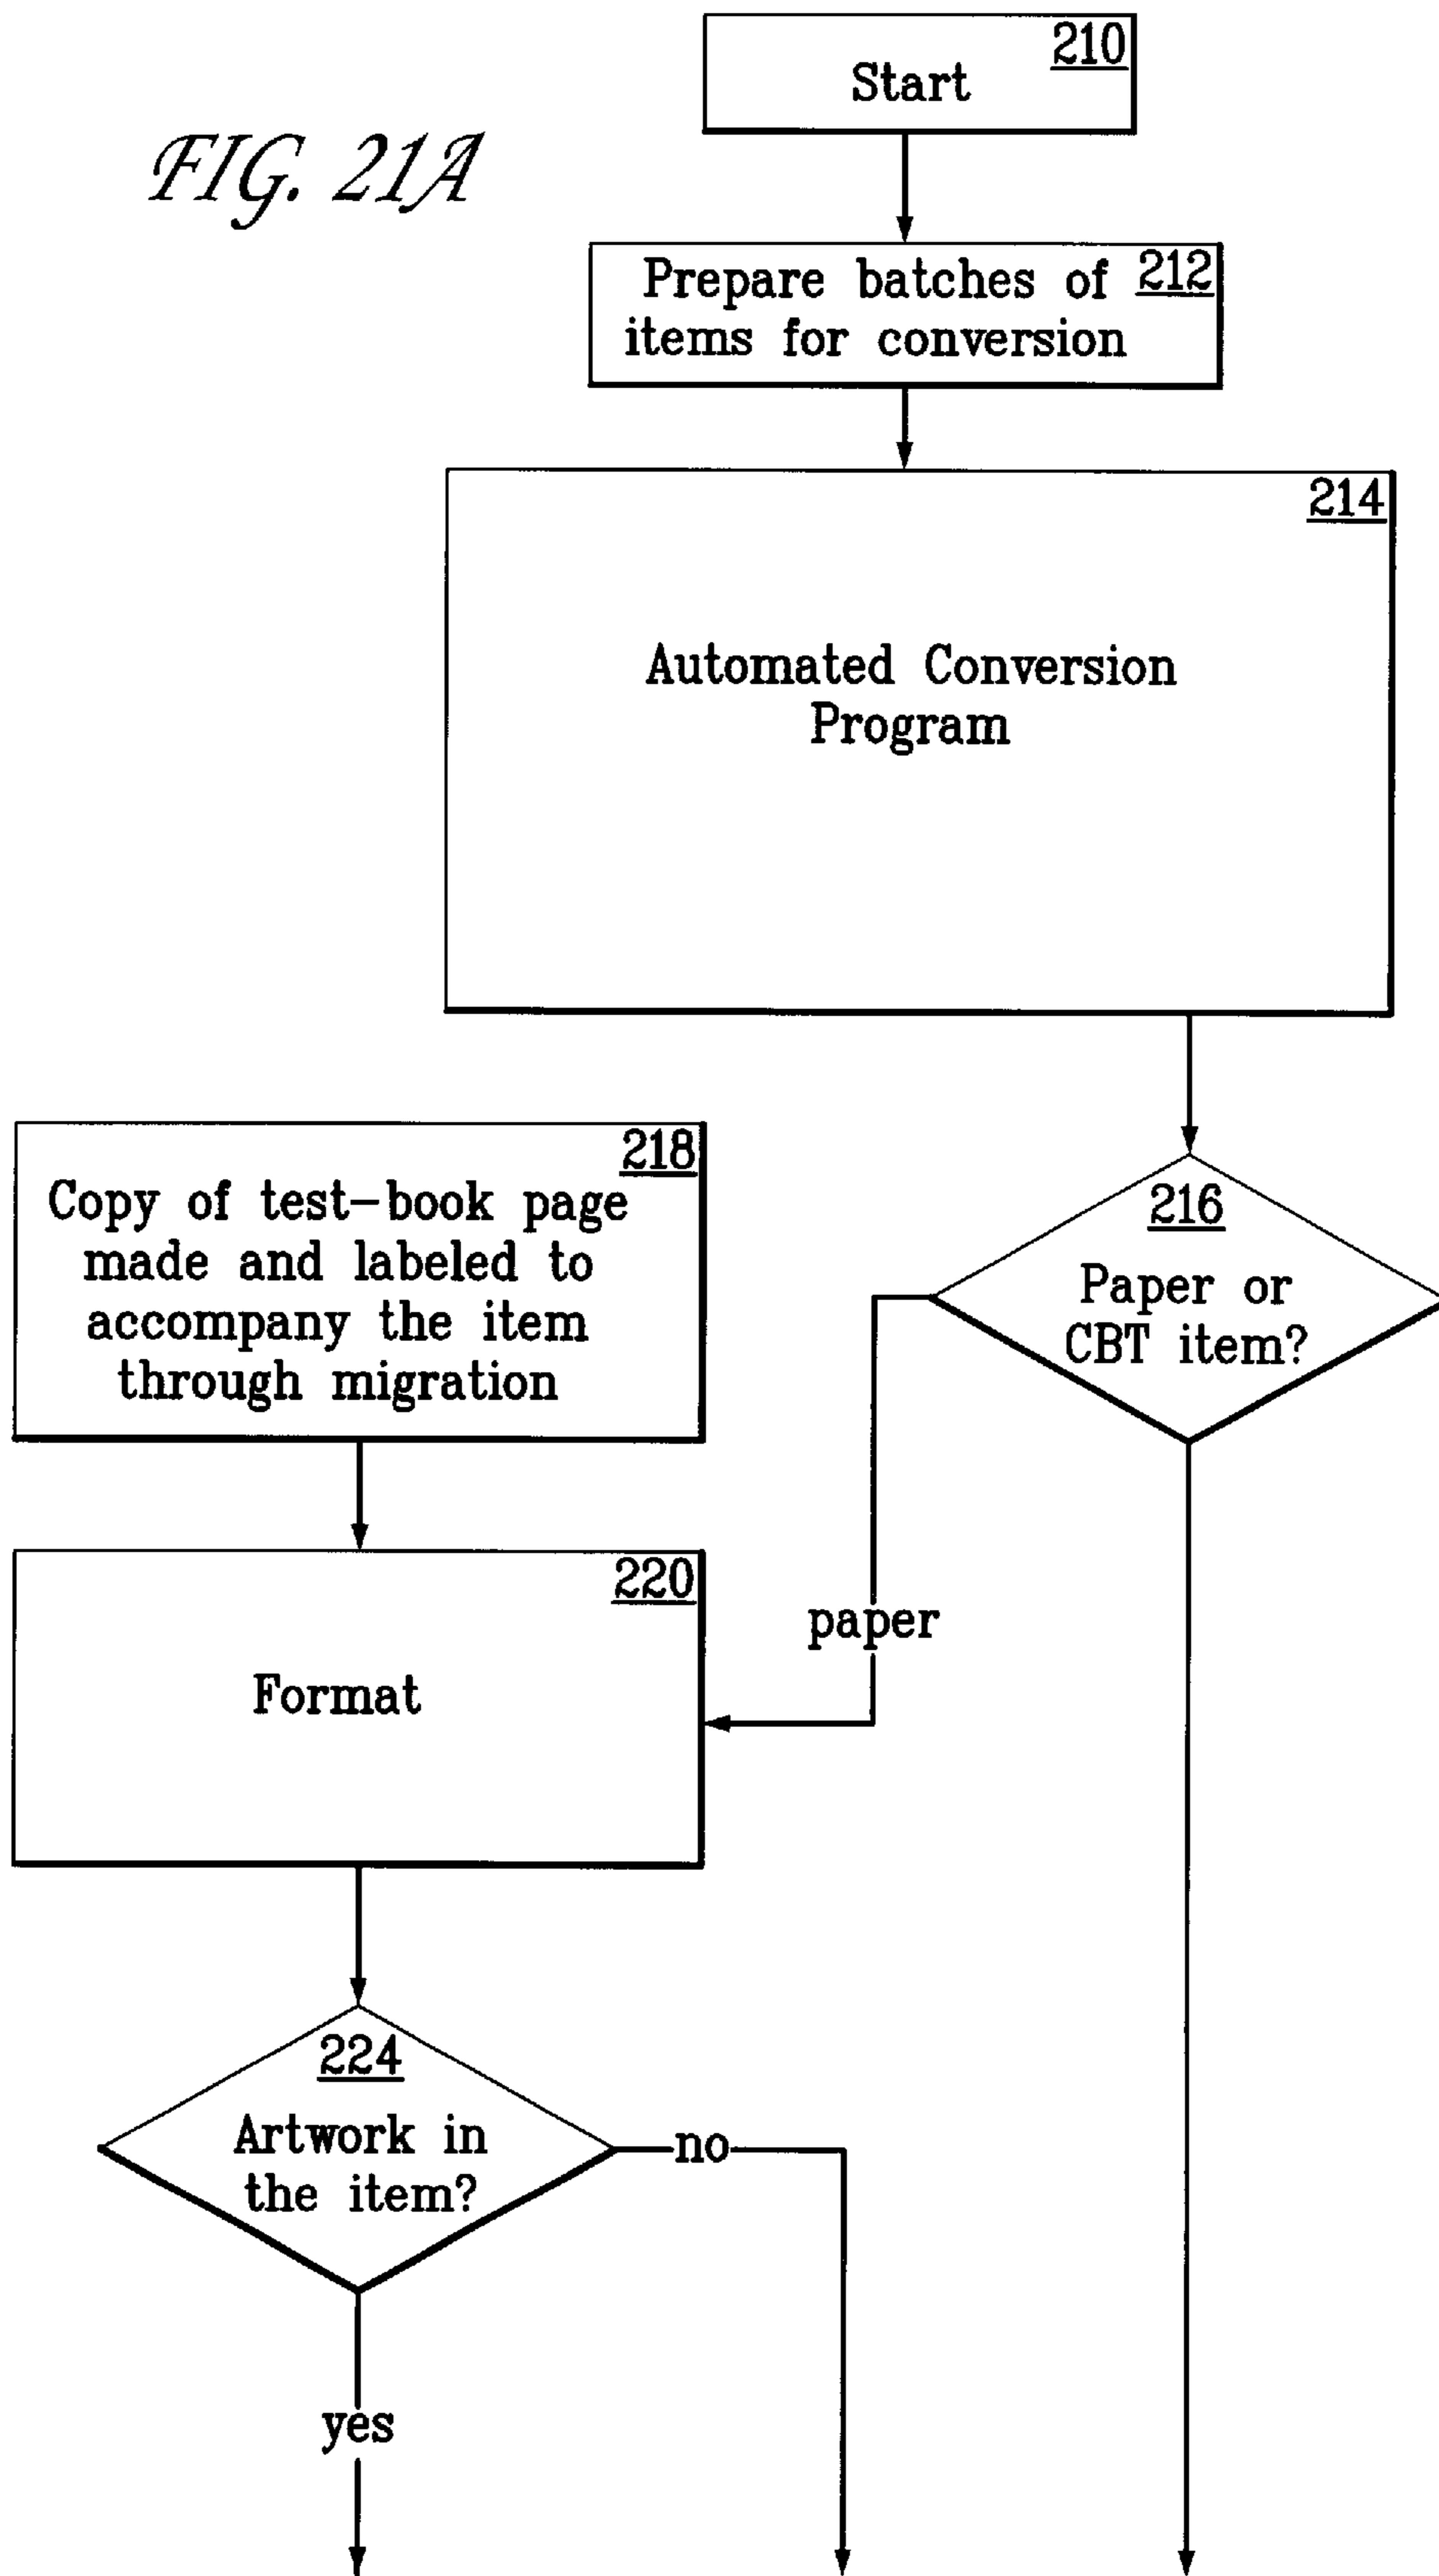 FIG. 21A
210
Start
212
Prepare batches of
items for conversion
214
Automated Conversion
Program
218
Copy of test-book page
made and labeled to
accompany the item
through migration
216
Paper or
CBT item?
220
Format
paper
224
Artwork in
the item?
no
yes